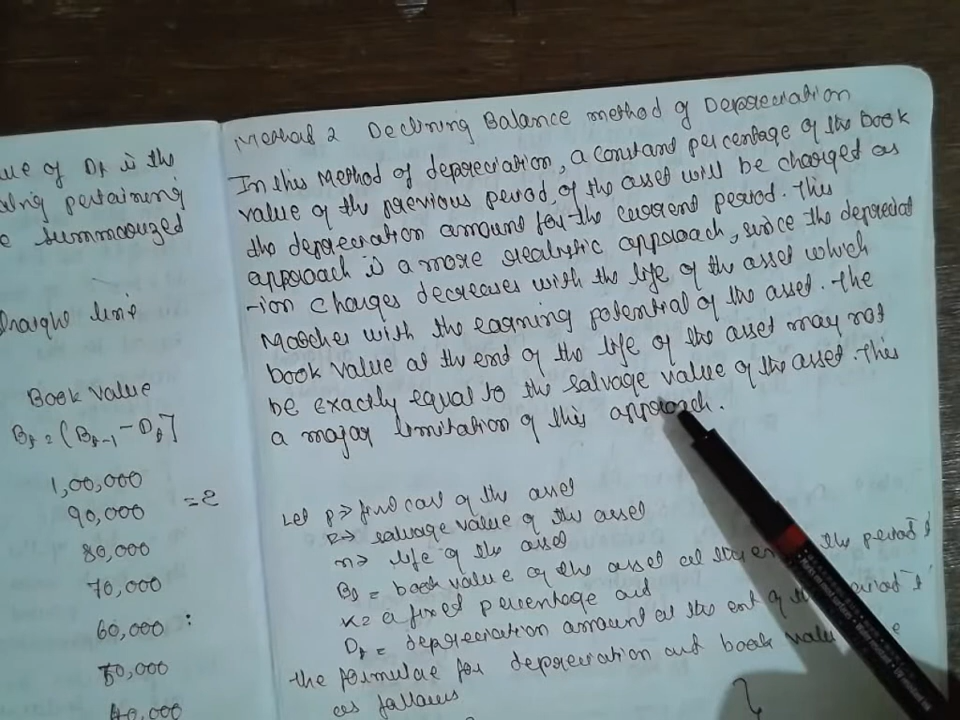 ue of Dt is the
pertaining
e summarized
line
Book Value
Bt = (Bt-1 - Dt)
1,00,000
90,000 = 2
80,000
70,000
60,000 :
50,000
40,000
Method 2 Declining Balance method of Depreciation
In this Method of depreciation, a constant percentage of the book
value of the previous period, of the asset will be charged as
the depreciation amount for the current period. This
approach is a more realistic approach, since the depreciat
-ion charges decreases with the life of the asset which
Matches with the earning potential of the asset. The
book value at the end of the life of the asset may not
be exactly equal to the salvage value of the asset This
a major limitation of this approach.
Let P → cost of the asset
→ salvage value of the asset
n → life of the asset
Bt = book value of the asset at the period t
K = a fixed percentage and
Dt = depreciation amount at the end of the period t
the formulae for depreciation and book value
as follows